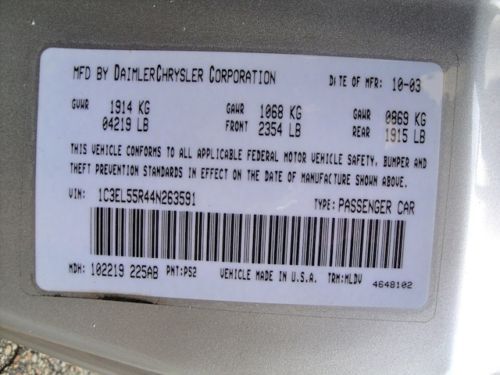 MFD BY DAIMLERCHRYSLER CORPORATION DATE OF MFR: 10-03
GVWR 1914 KG GAWR 1068 KG GAWR 0869 KG
04219 LB FRONT 2354 LB REAR 1915 LB
THIS VEHICLE CONFORMS TO ALL APPLICABLE FEDERAL MOTOR VEHICLE SAFETY, BUMPER AND
THEFT PREVENTION STANDARDS IN EFFECT ON THE DATE OF MANUFACTURE SHOWN ABOVE.
VIN: 1C3EL55R44N263591 TYPE: PASSENGER CAR
MDH: 102219 225AB PNT:PS2 VEHICLE MADE IN U.S.A. TRM:MLDV
4648102